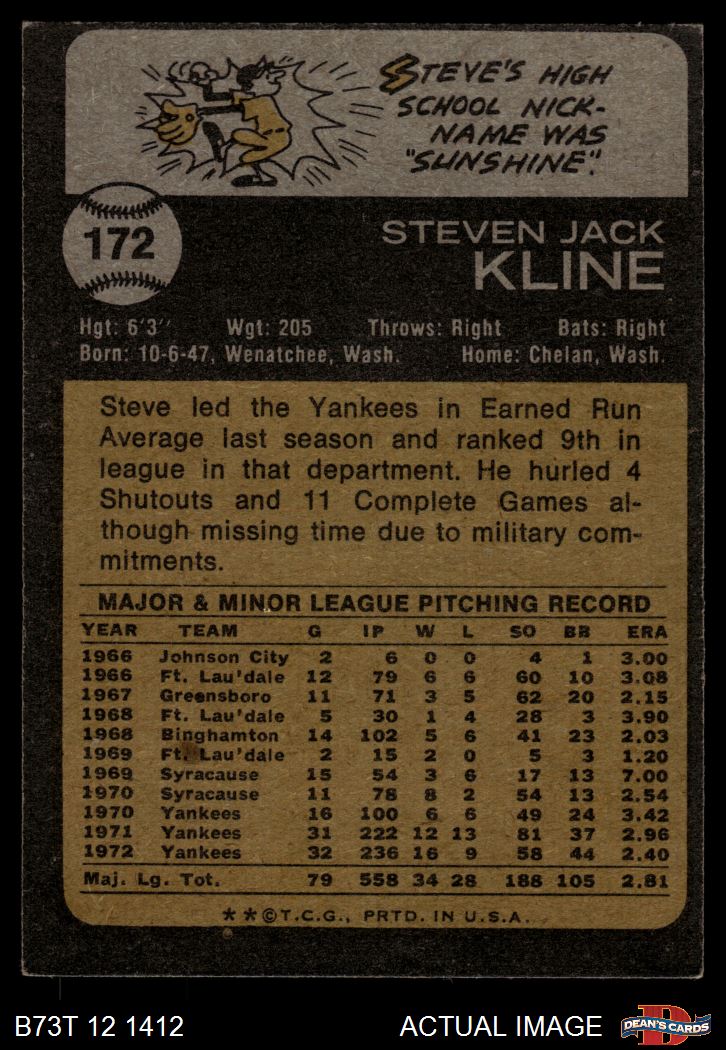 STEVE'S HIGH
SCHOOL NICK-
NAME WAS
"SUNSHINE".
172
STEVEN JACK
KLINE
Hgt: 6'3" Wgt: 205 Throws: Right Bats: Right
Born: 10-6-47, Wenatchee, Wash. Home: Chelan, Wash.
Steve led the Yankees in Earned Run
Average last season and ranked 9th in
league in that department. He hurled 4
Shutouts and 11 Complete Games al-
though missing time due to military com-
mitments.
MAJOR & MINOR LEAGUE PITCHING RECORD
YEAR TEAM G IP W L SO BB ERA
1966 Johnson City 2 6 0 0 4 1 3.00
1966 Ft. Lau'dale 12 79 6 6 60 10 3.08
1967 Greensboro 11 71 3 5 62 20 2.15
1968 Ft. Lau'dale 5 30 1 4 28 3 3.90
1968 Binghamton 14 102 5 6 41 23 2.03
1969 Ft. Lau'dale 2 15 2 0 5 3 1.20
1969 Syracause 15 54 3 6 17 13 7.00
1970 Syracause 11 78 8 2 54 13 2.54
1970 Yankees 16 100 6 6 49 24 3.42
1971 Yankees 31 222 12 13 81 37 2.96
1972 Yankees 32 236 16 9 58 44 2.40
Maj. Lg. Tot. 79 558 34 28 188 105 2.81
**©T.C.G., PRTD. IN U.S.A.
B73T 12 1412 ACTUAL IMAGE
DEAN'S CARDS